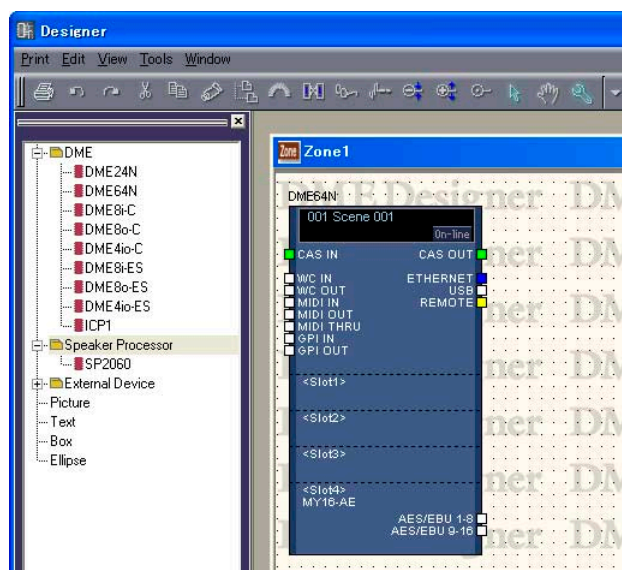 Designer
Print Edit View Tools Window
DME
DME24N
DME64N
DME8i-C
DME8o-C
DME4io-C
DME8i-ES
DME8o-ES
DME4io-ES
ICP1
Speaker Processor
SP2060
External Device
Picture
Text
Box
Ellipse
Zone Zone1
DME Designer
DME64N
001 Scene 001
On-line
CAS IN CAS OUT
WC IN ETHERNET
WC OUT USB
MIDI IN REMOTE
MIDI OUT
MIDI THRU
GPI IN
GPI OUT
<Slot1>
<Slot2>
<Slot3>
<Slot4>
MY16-AE
AES/EBU 1-8
AES/EBU 9-16